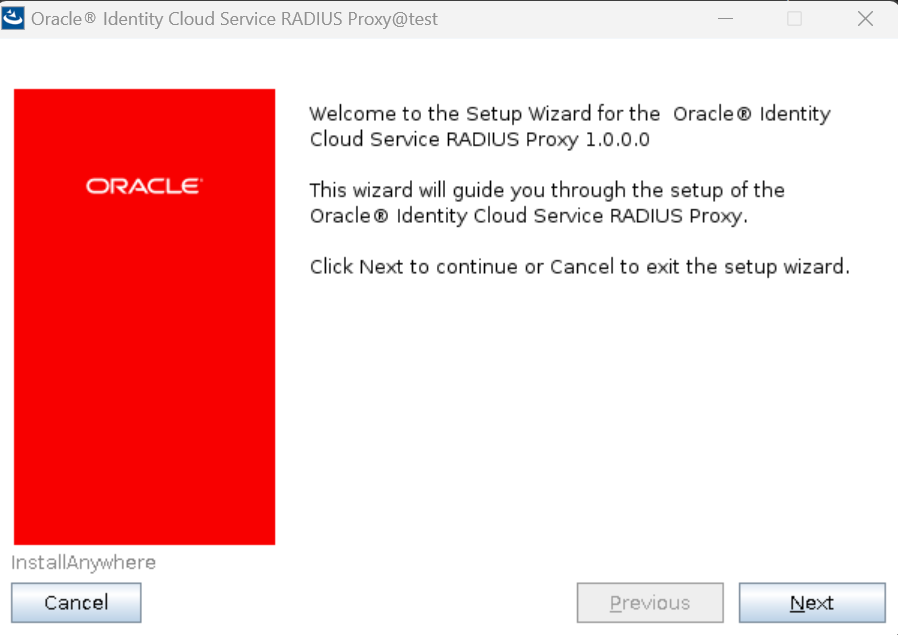 Oracle® Identity Cloud Service RADIUS Proxy@test
ORACLE®
Welcome to the Setup Wizard for the  Oracle® Identity
Cloud Service RADIUS Proxy 1.0.0.0
This wizard will guide you through the setup of the
Oracle® Identity Cloud Service RADIUS Proxy.
Click Next to continue or Cancel to exit the setup wizard.
InstallAnywhere
Cancel
Previous
Next